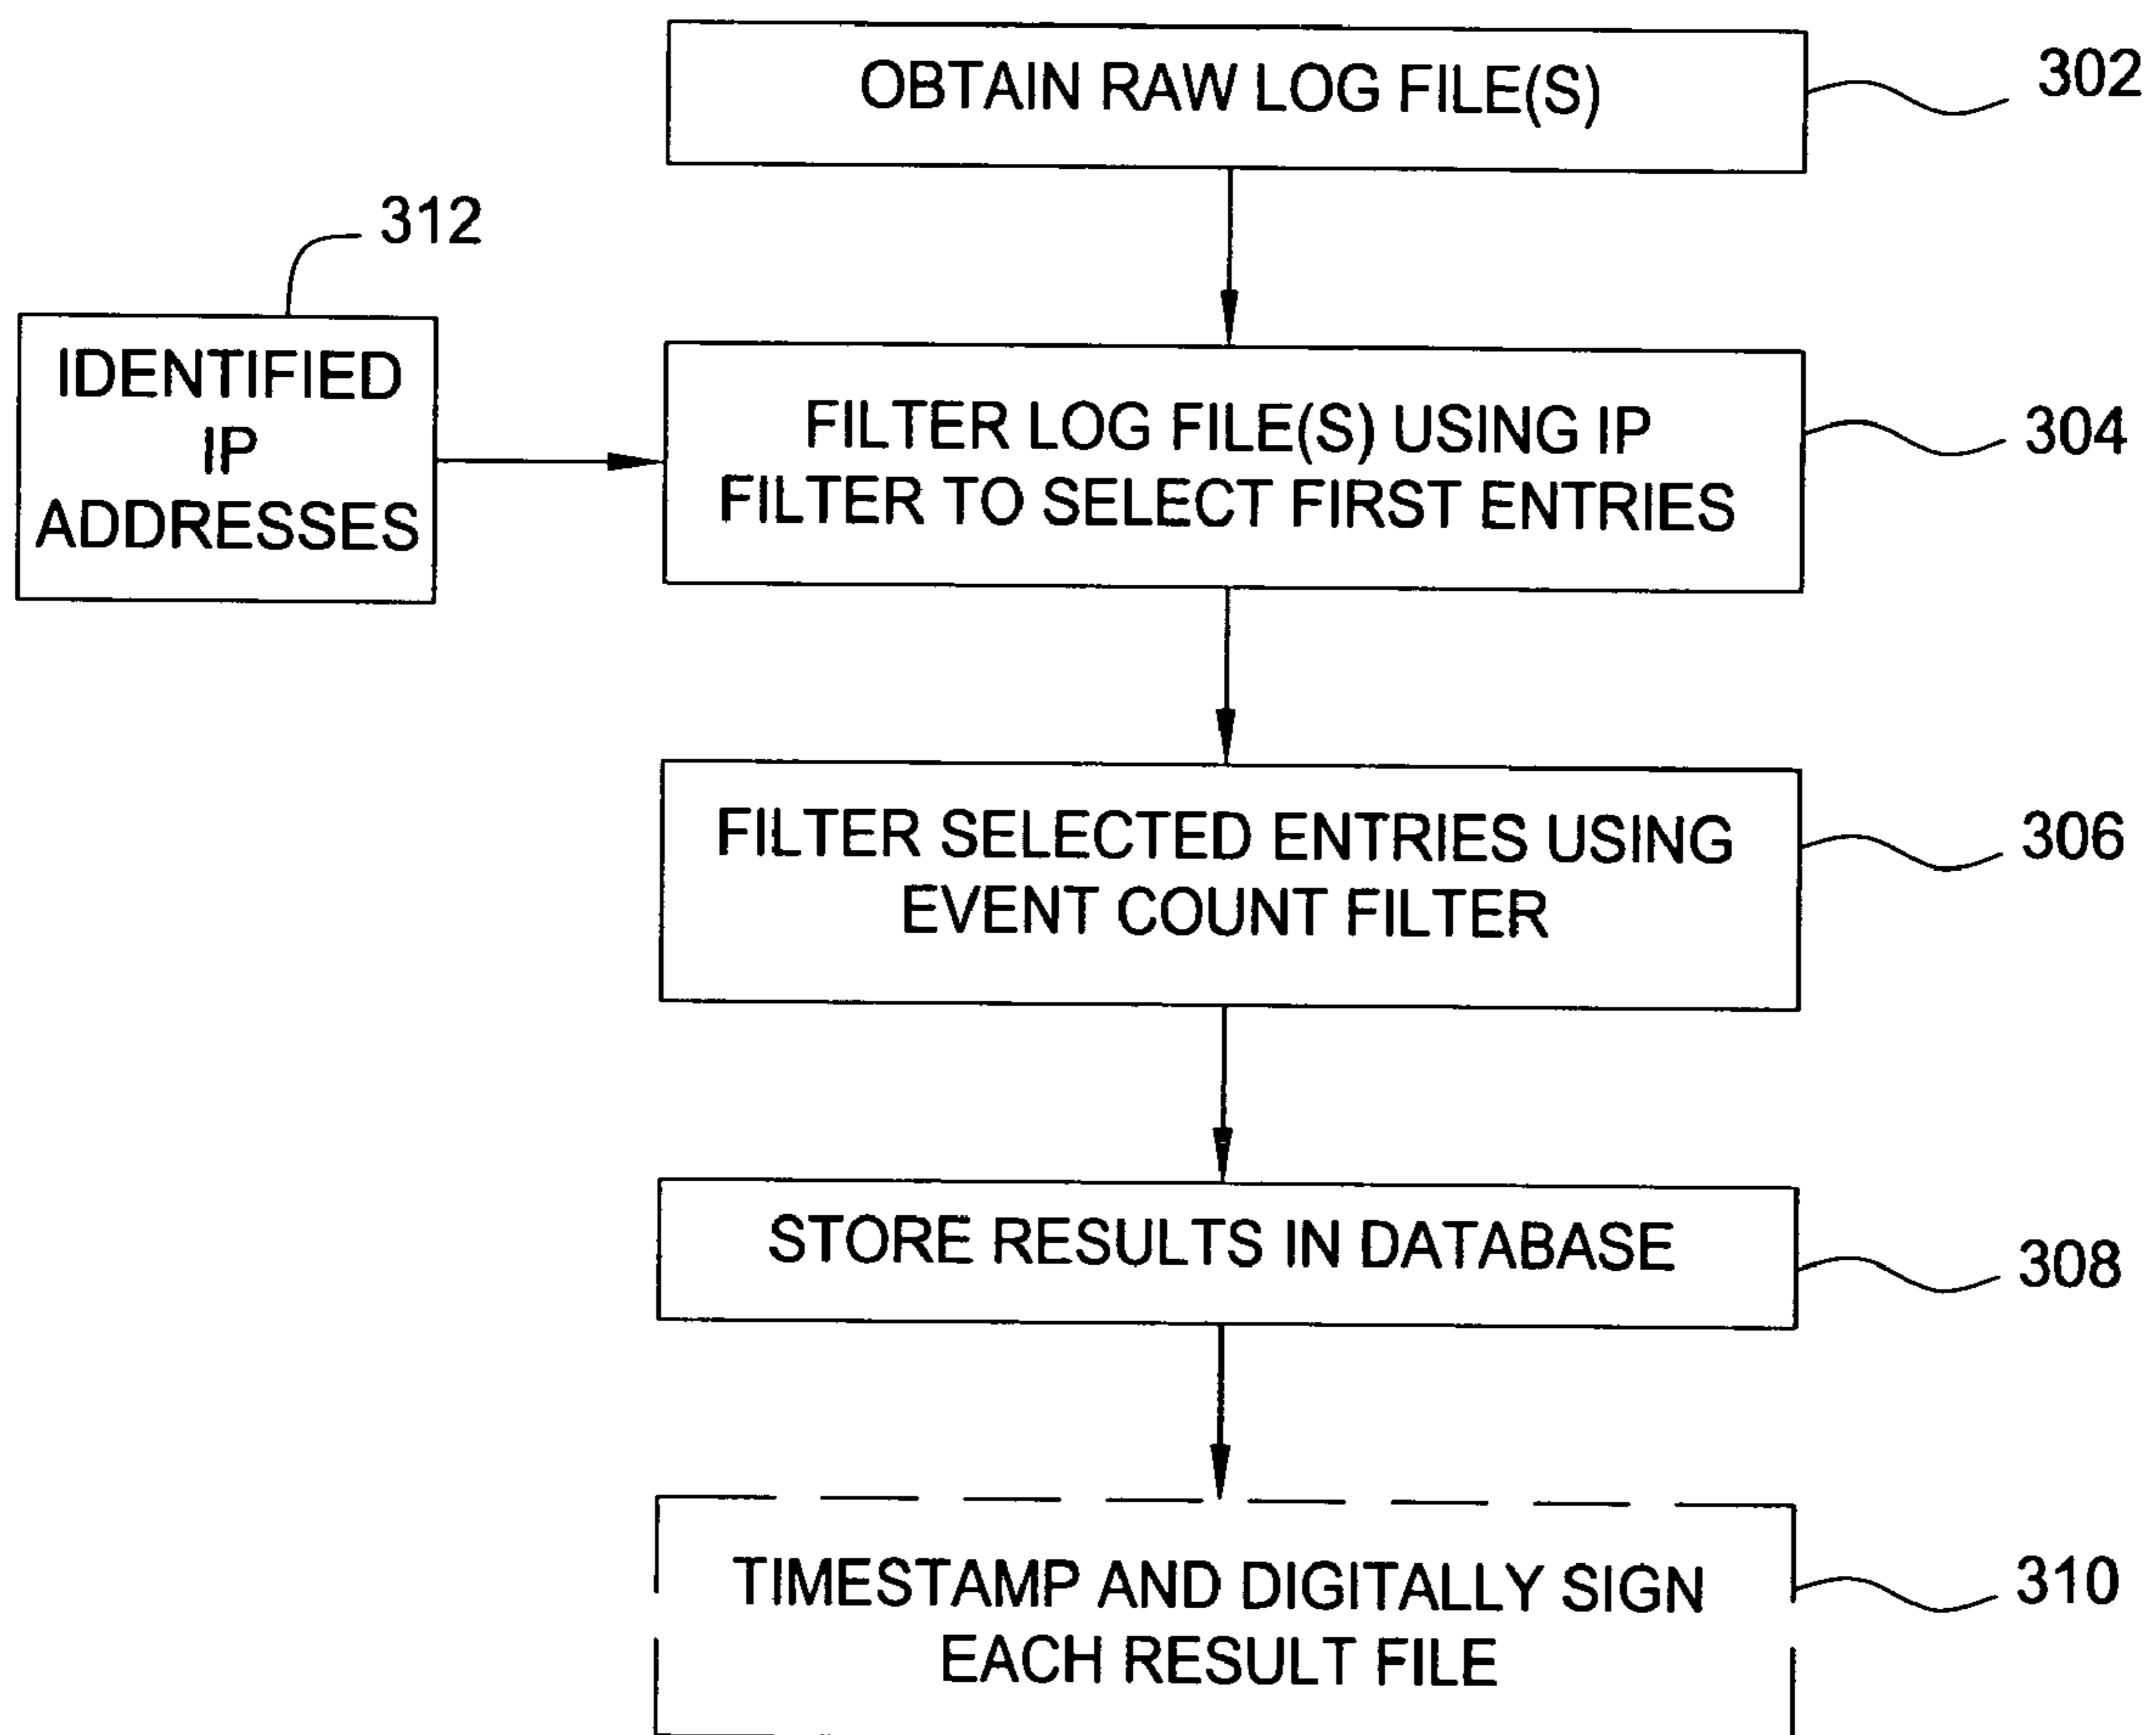 OBTAIN RAW LOG FILE(S)
302
312
IDENTIFIED
IP
ADDRESSES
FILTER LOG FILE(S) USING IP
FILTER TO SELECT FIRST ENTRIES
304
FILTER SELECTED ENTRIES USING
EVENT COUNT FILTER
306
STORE RESULTS IN DATABASE
308
TIMESTAMP AND DIGITALLY SIGN
EACH RESULT FILE
310